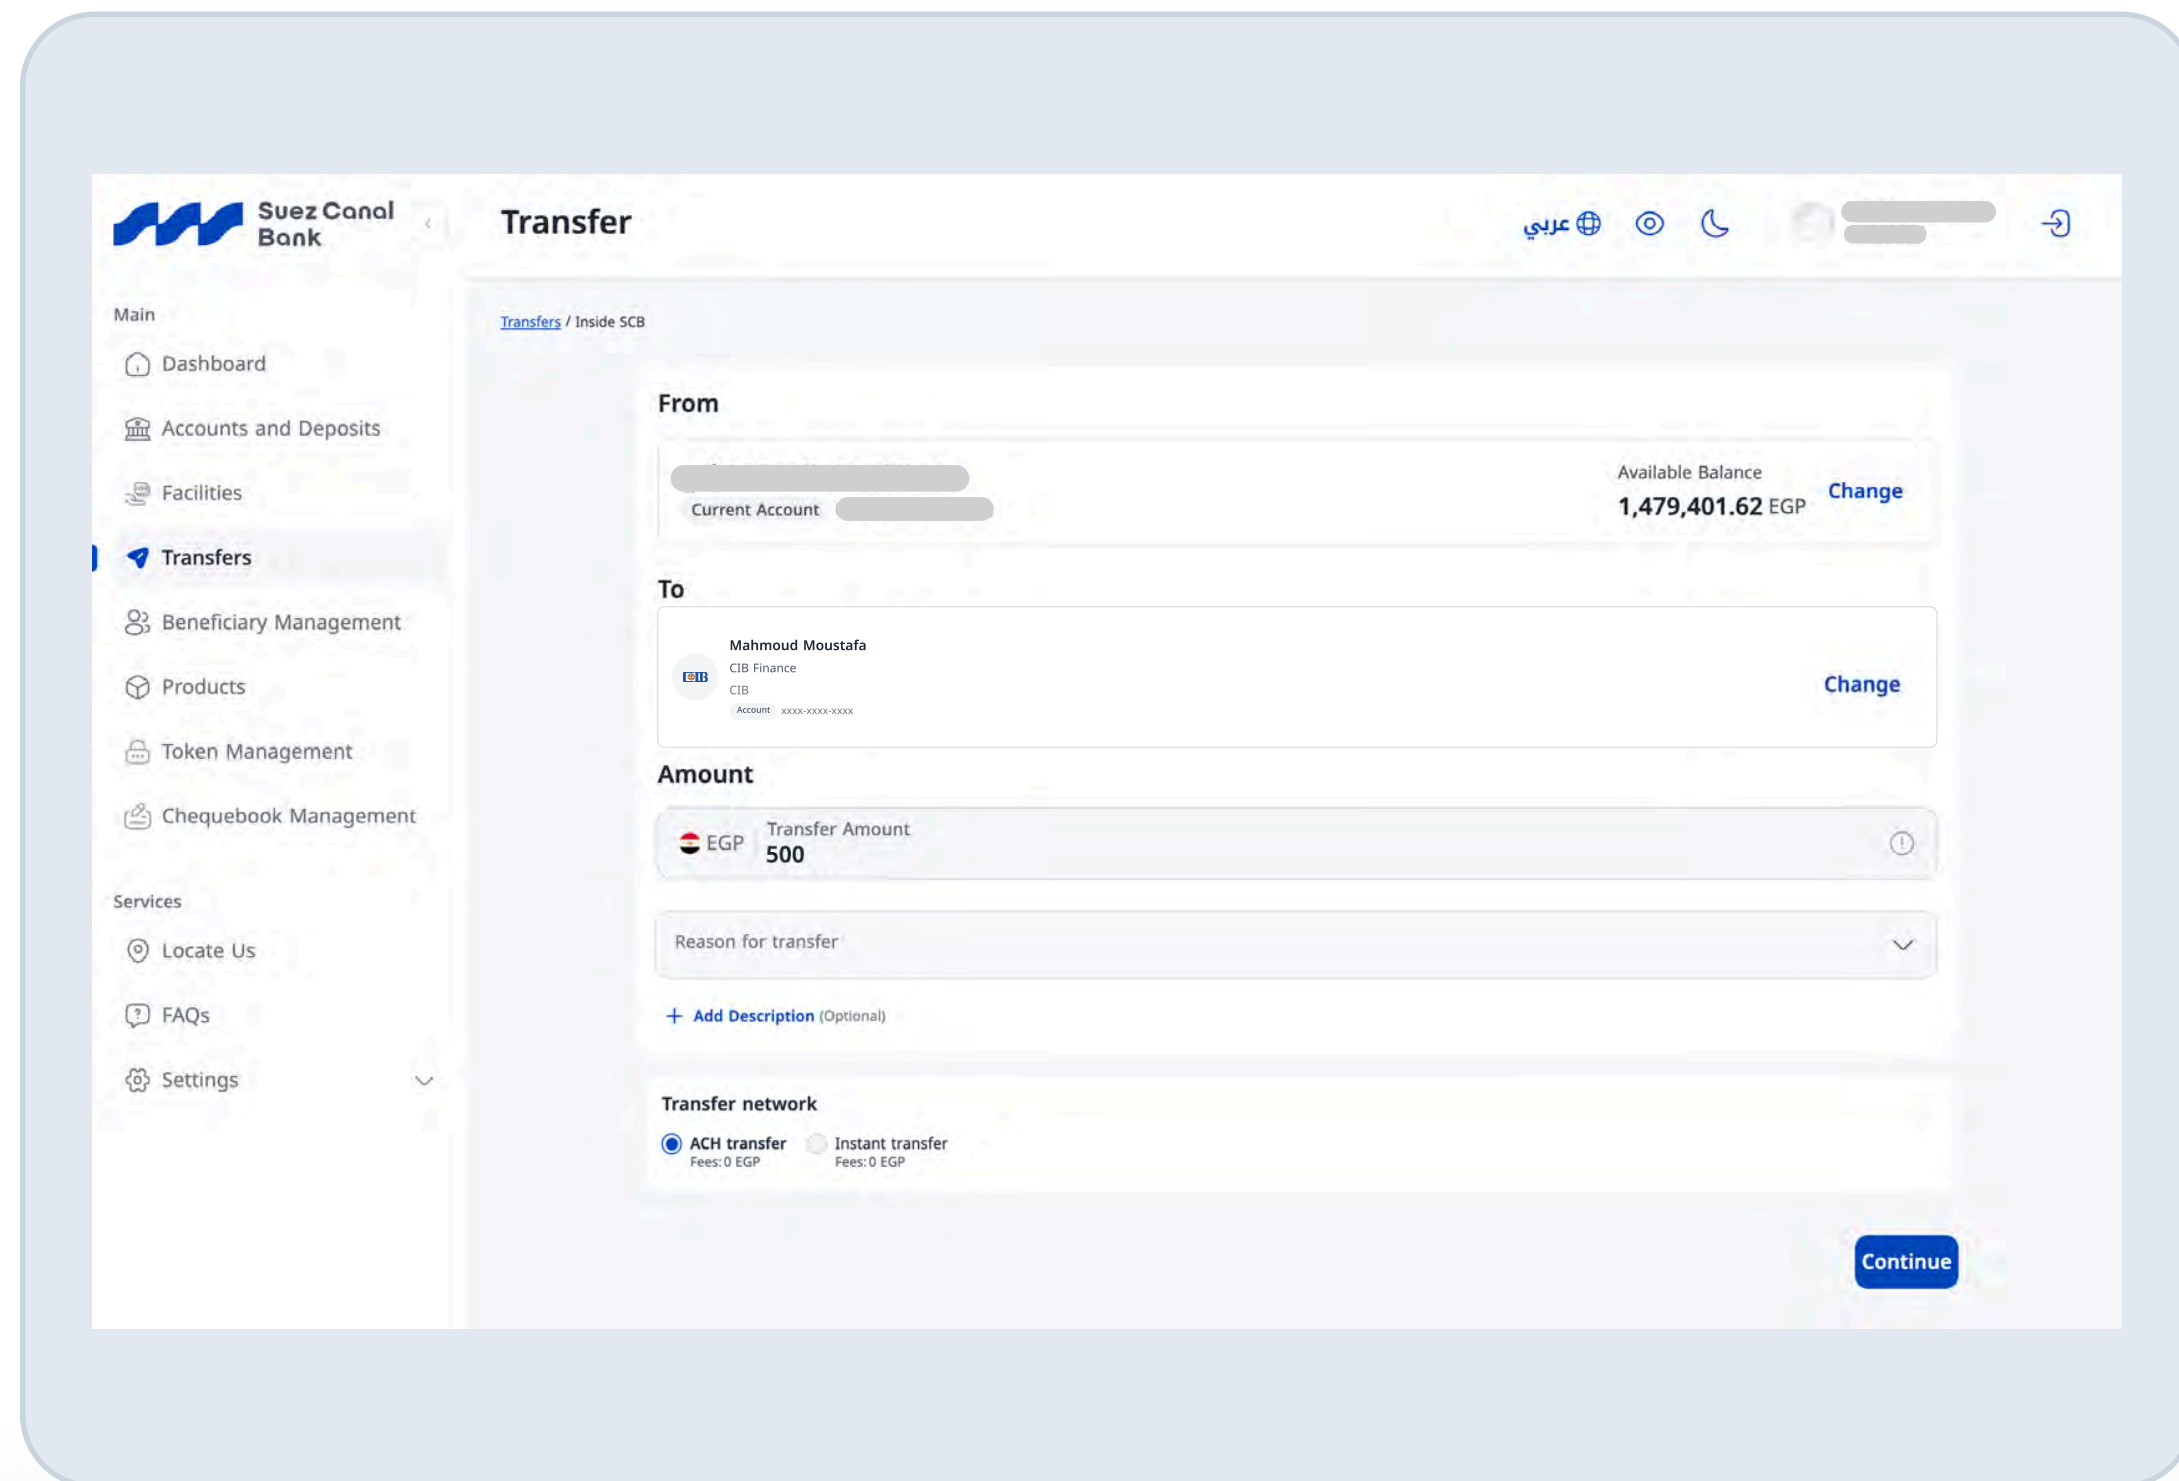 Suez Canal
Bank
Transfer
عربي
Main
Dashboard
Accounts and Deposits
Facilities
Transfers
Beneficiary Management
Products
Token Management
Chequebook Management
Services
Locate Us
FAQs
Settings
Transfers / Inside SCB
From
Current Account
Available Balance
1,479,401.62 EGP
Change
To
CIB
Mahmoud Moustafa
CIB Finance
CIB
Account xxxx-xxxx-xxxx
Change
Amount
EGP
Transfer Amount
500
Reason for transfer
+ Add Description (Optional)
Transfer network
ACH transfer
Fees: 0 EGP
Instant transfer
Fees: 0 EGP
Continue